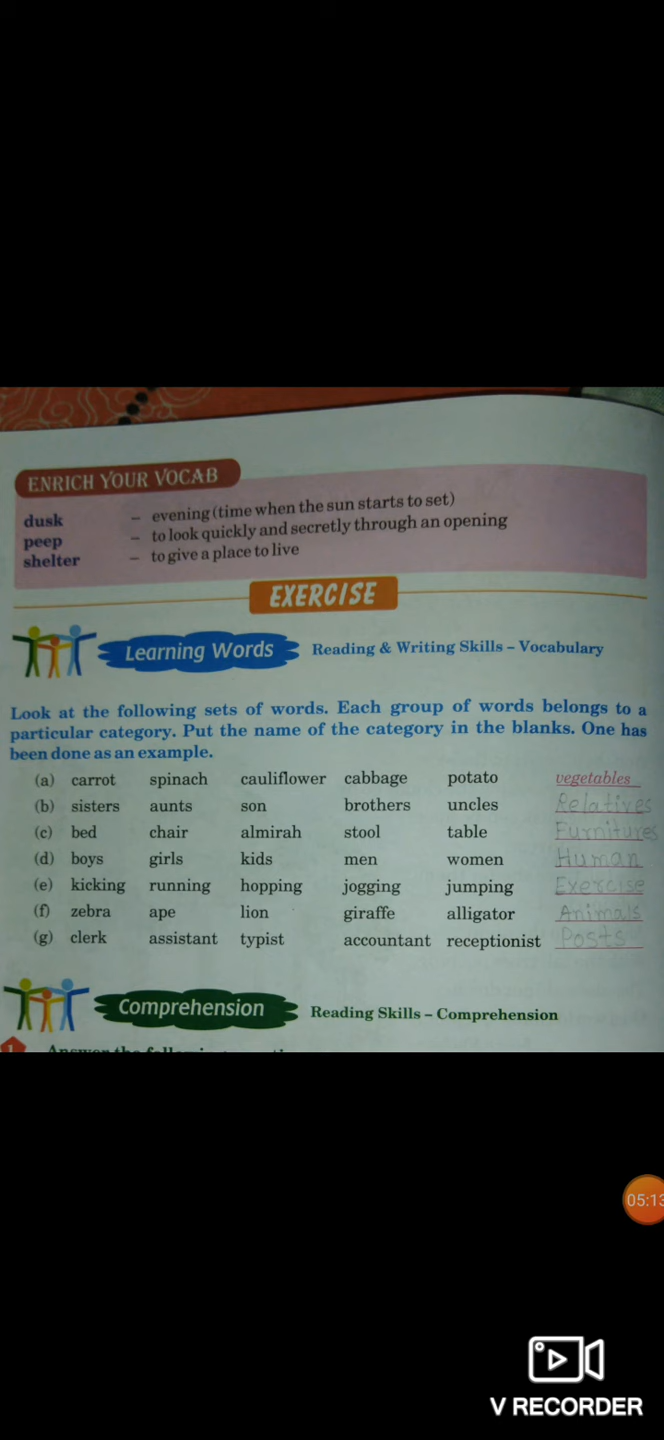 ENRICH YOUR VOCAB
dusk – evening (time when the sun starts to set)
peep – to look quickly and secretly through an opening
shelter – to give a place to live
EXERCISE
Learning Words Reading & Writing Skills – Vocabulary
Look at the following sets of words. Each group of words belongs to a
particular category. Put the name of the category in the blanks. One has
been done as an example.
(a) carrot spinach cauliflower cabbage potato vegetables
(b) sisters aunts son brothers uncles Relatives
(c) bed chair almirah stool table Furnitures
(d) boys girls kids men women Human
(e) kicking running hopping jogging jumping Exercise
(f) zebra ape lion giraffe alligator Animals
(g) clerk assistant typist accountant receptionist Posts
Comprehension Reading Skills – Comprehension
05:13
V RECORDER